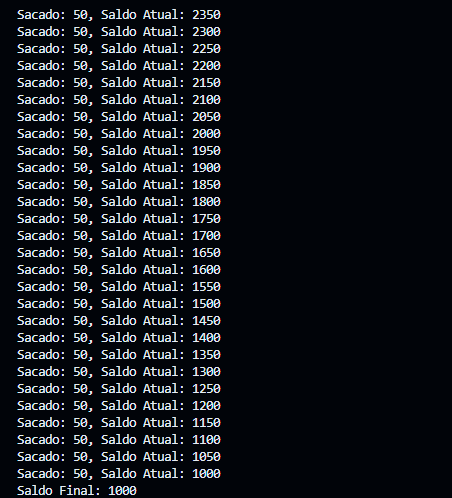 Sacado: 50, Saldo Atual: 2350
Sacado: 50, Saldo Atual: 2300
Sacado: 50, Saldo Atual: 2250
Sacado: 50, Saldo Atual: 2200
Sacado: 50, Saldo Atual: 2150
Sacado: 50, Saldo Atual: 2100
Sacado: 50, Saldo Atual: 2050
Sacado: 50, Saldo Atual: 2000
Sacado: 50, Saldo Atual: 1950
Sacado: 50, Saldo Atual: 1900
Sacado: 50, Saldo Atual: 1850
Sacado: 50, Saldo Atual: 1800
Sacado: 50, Saldo Atual: 1750
Sacado: 50, Saldo Atual: 1700
Sacado: 50, Saldo Atual: 1650
Sacado: 50, Saldo Atual: 1600
Sacado: 50, Saldo Atual: 1550
Sacado: 50, Saldo Atual: 1500
Sacado: 50, Saldo Atual: 1450
Sacado: 50, Saldo Atual: 1400
Sacado: 50, Saldo Atual: 1350
Sacado: 50, Saldo Atual: 1300
Sacado: 50, Saldo Atual: 1250
Sacado: 50, Saldo Atual: 1200
Sacado: 50, Saldo Atual: 1150
Sacado: 50, Saldo Atual: 1100
Sacado: 50, Saldo Atual: 1050
Sacado: 50, Saldo Atual: 1000
Saldo Final: 1000